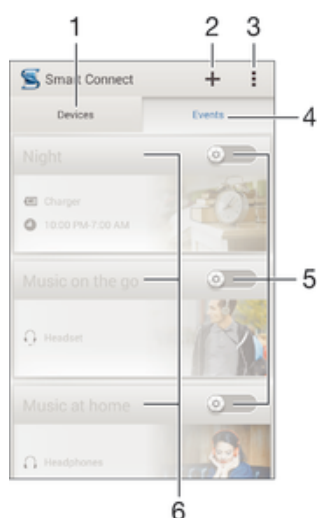 1 2 3
Smart Connect
Devices Events 4
Night
Charger
10:00 PM-7:00 AM
Music on the go 5
Headset
Music at home
Headphones
6